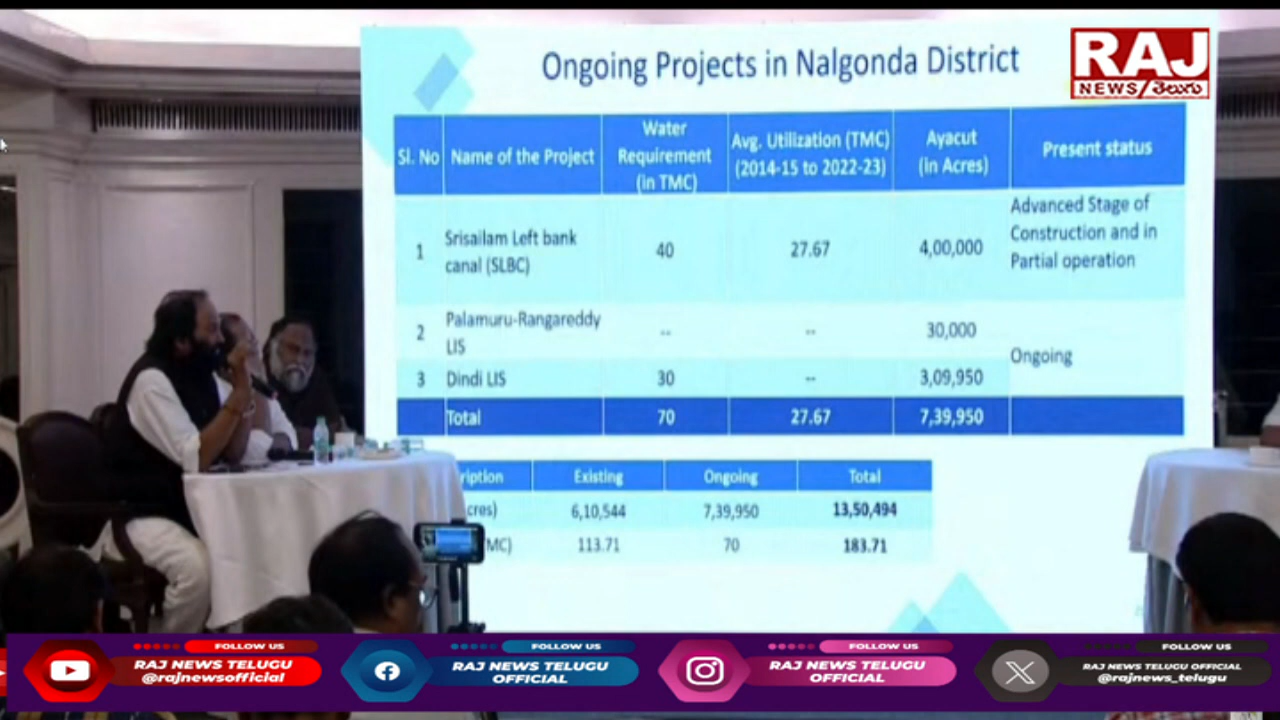 Ongoing Projects in Nalgonda District
RAJ
NEWS తెలుగు
Sl. No
Name of the Project
Water
Requirement
(in TMC)
Avg. Utilization (TMC)
(2014-15 to 2022-23)
Ayacut
(in Acres)
Present status
1
Srisailam Left bank
canal (SLBC)
40
27.67
4,00,000
Advanced Stage of
Construction and in
Partial operation
2
Palamuru-Rangareddy
LIS
--
--
30,000
Ongoing
3
Dindi LIS
30
--
3,09,950
Total
70
27.67
7,39,950
ription
Existing
Ongoing
Total
cres)
6,10,544
7,39,950
13,50,494
MC)
113.71
70
183.71
FOLLOW US
RAJ NEWS TELUGU
@rajnewsofficial
FOLLOW US
RAJ NEWS TELUGU
OFFICIAL
FOLLOW US
RAJ NEWS TELUGU
OFFICIAL
FOLLOW US
RAJ NEWS TELUGU OFFICIAL
@rajnews_telugu